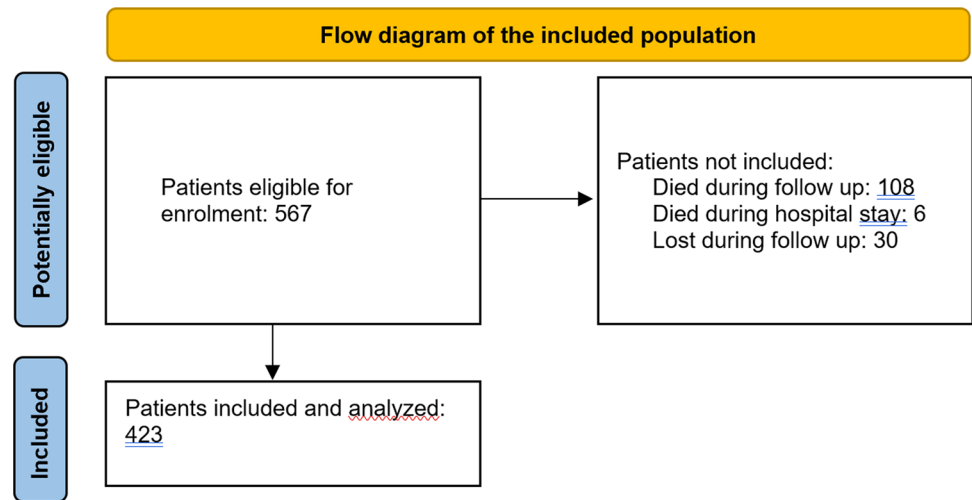 Flow diagram of the included population
Potentially eligible
Patients eligible for
enrolment: 567
Patients not included:
Died during follow up: 108
Died during hospital stay: 6
Lost during follow up: 30
Included
Patients included and analyzed:
423